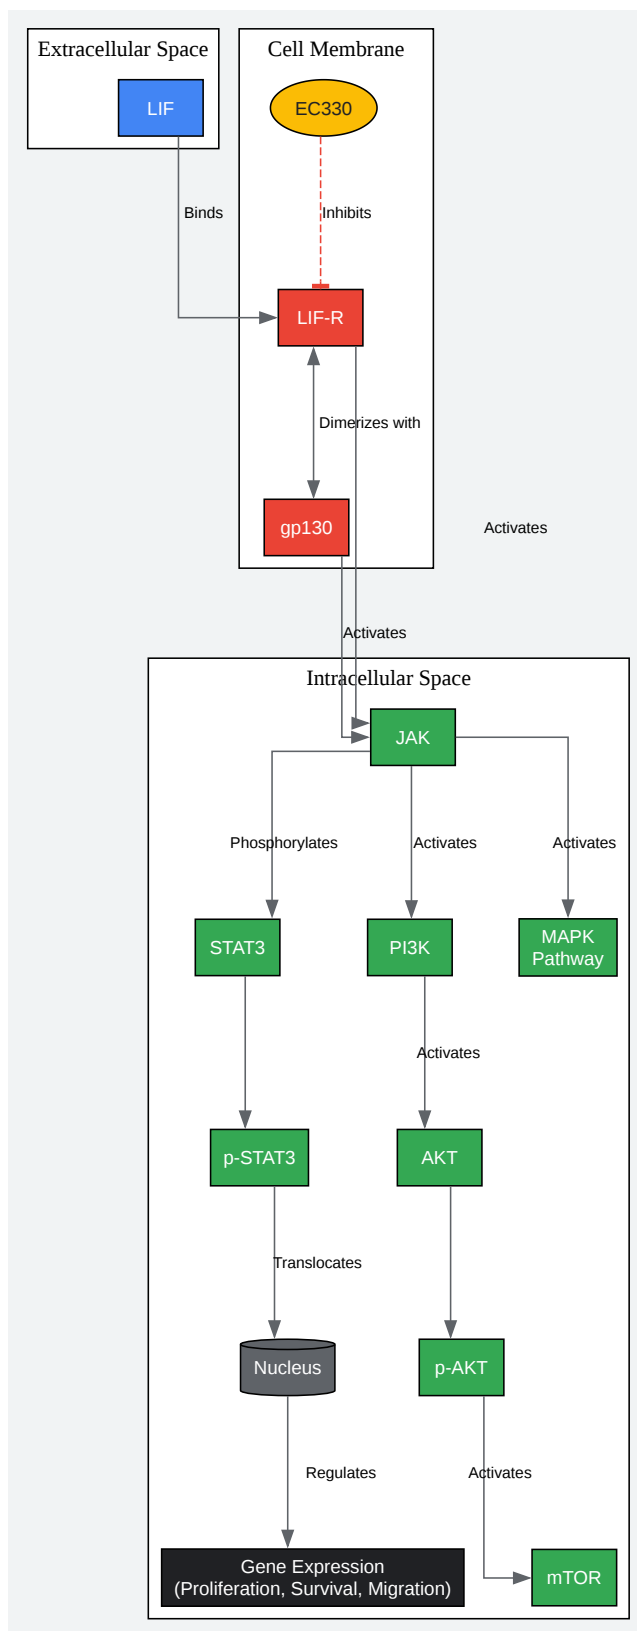 Extracellular Space
Cell Membrane
LIF
EC330
Binds
Inhibits
LIF-R
Dimerizes with
gp130
Activates
Activates
Intracellular Space
JAK
Phosphorylates
Activates
Activates
STAT3
PI3K
MAPK
Pathway
Activates
p-STAT3
AKT
Translocates
Nucleus
p-AKT
Regulates
Activates
Gene Expression
(Proliferation, Survival, Migration)
mTOR